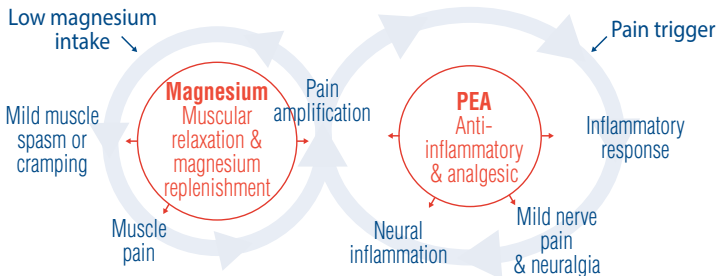 Low magnesium
intake
Pain trigger
Magnesium
Muscular
relaxation &
magnesium
replenishment
Pain
amplification
PEA
Anti-
inflammatory
& analgesic
Mild muscle
spasm or
cramping
Inflammatory
response
Muscle
pain
Neural
inflammation
Mild nerve
pain
& neuralgia